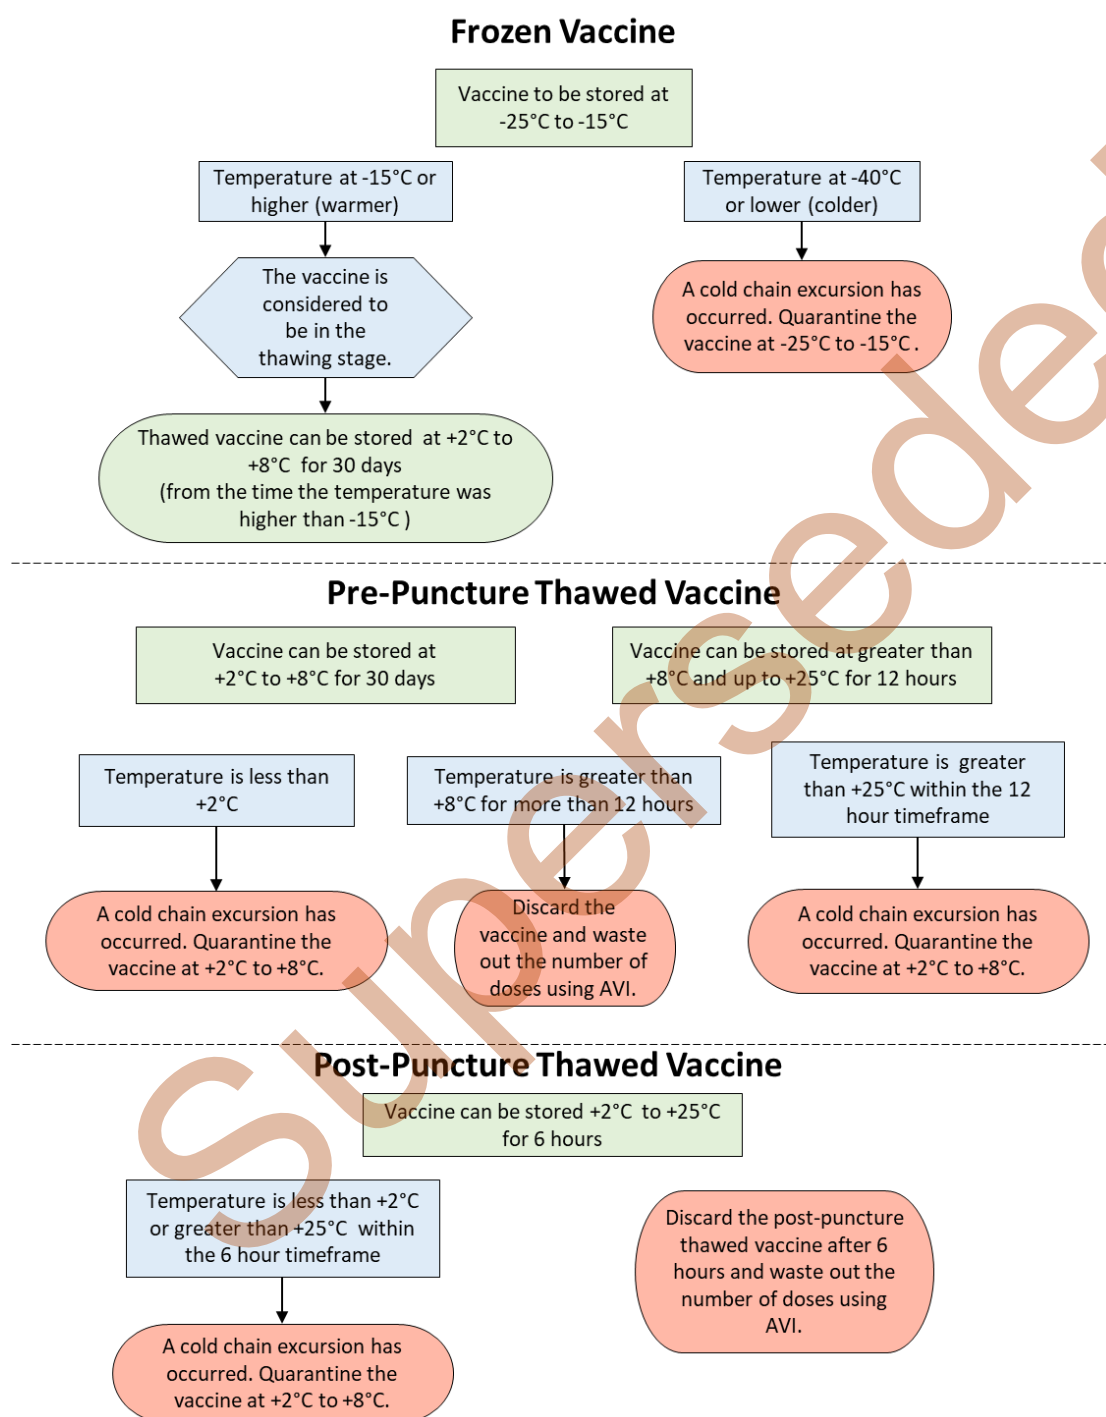 Frozen Vaccine
Vaccine to be stored at
-25°C to -15°C
Temperature at -15°C or
higher (warmer)
Temperature at -40°C
or lower (colder)
The vaccine is
considered to
be in the
thawing stage.
A cold chain excursion has
occurred. Quarantine the
vaccine at -25°C to -15°C .
Thawed vaccine can be stored at +2°C to
+8°C for 30 days
(from the time the temperature was
higher than -15°C )
Pre-Puncture Thawed Vaccine
Vaccine can be stored at
+2°C to +8°C for 30 days
Vaccine can be stored at greater than
+8°C and up to +25°C for 12 hours
Temperature is less than
+2°C
Temperature is greater than
+8°C for more than 12 hours
Temperature is greater
than +25°C within the 12
hour timeframe
A cold chain excursion has
occurred. Quarantine the
vaccine at +2°C to +8°C.
Discard the
vaccine and waste
out the number of
doses using AVI.
A cold chain excursion has
occurred. Quarantine the
vaccine at +2°C to +8°C.
Post-Puncture Thawed Vaccine
Vaccine can be stored +2°C to +25°C
for 6 hours
Temperature is less than +2°C
or greater than +25°C within
the 6 hour timeframe
A cold chain excursion has
occurred. Quarantine the
vaccine at +2°C to +8°C.
Discard the post-puncture
thawed vaccine after 6
hours and waste out the
number of doses using
AVI.
Superseded